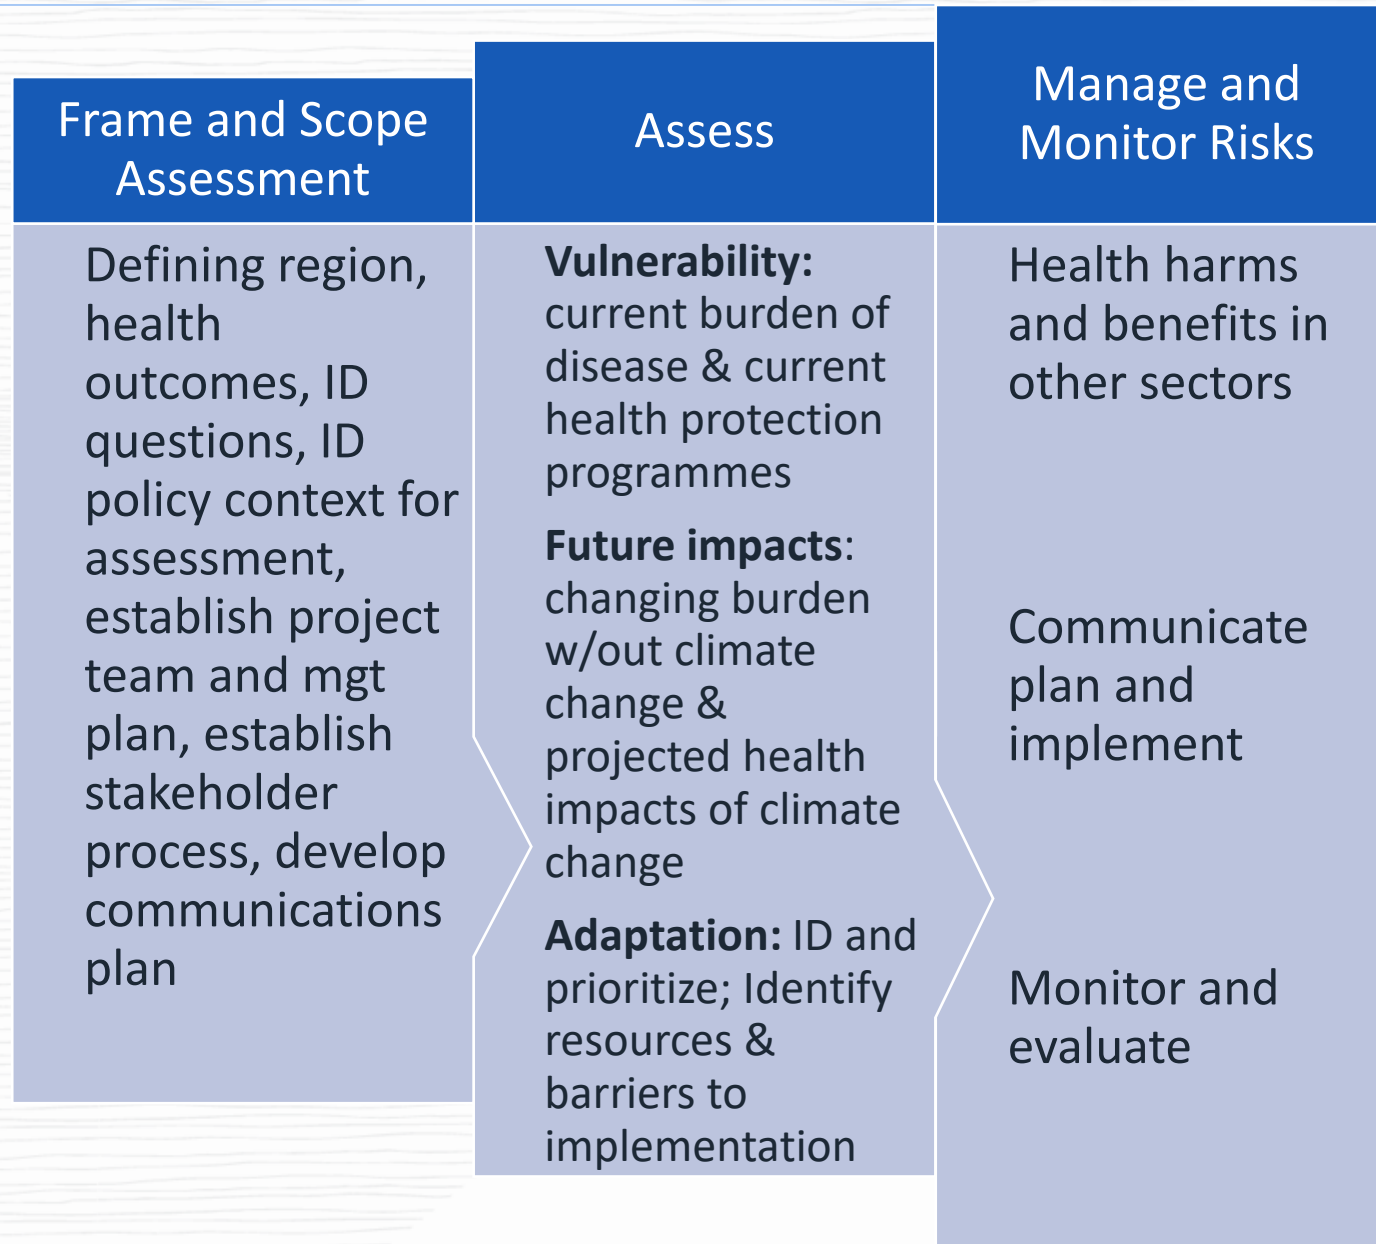 Frame and Scope
Assessment
Defining region,
health
outcomes, ID
questions, ID
policy context for
assessment,
establish project
team and mgt
plan, establish
stakeholder
process, develop
communications
plan
Assess
Vulnerability:
current burden of
disease & current
health protection
programmes
Future impacts:
changing burden
w/out climate
change &
projected health
impacts of climate
change
Adaptation: ID and
prioritize; Identify
resources &
barriers to
implementation
Manage and
Monitor Risks
Health harms
and benefits in
other sectors
Communicate
plan and
implement
Monitor and
evaluate